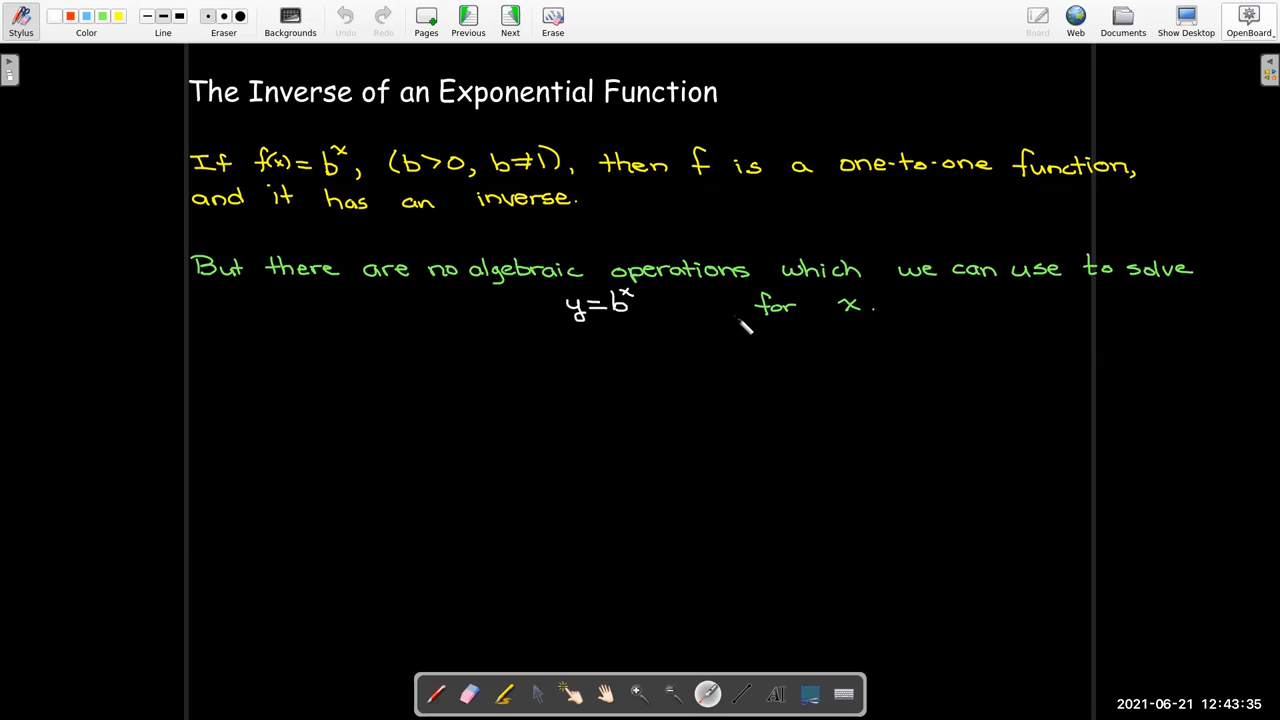 Stylus
Color
Line
Eraser
Backgrounds
Undo
Redo
Pages
Previous
Next
Erase
Board
Web
Documents
Show Desktop
OpenBoard
The Inverse of an Exponential Function
If f(x) = b^x, (b>0, b≠1), then f is a one-to-one function,
and it has an inverse.
But there are no algebraic operations which we can use to solve
y=b^x for x.
AI
2021-06-21 12:43:35